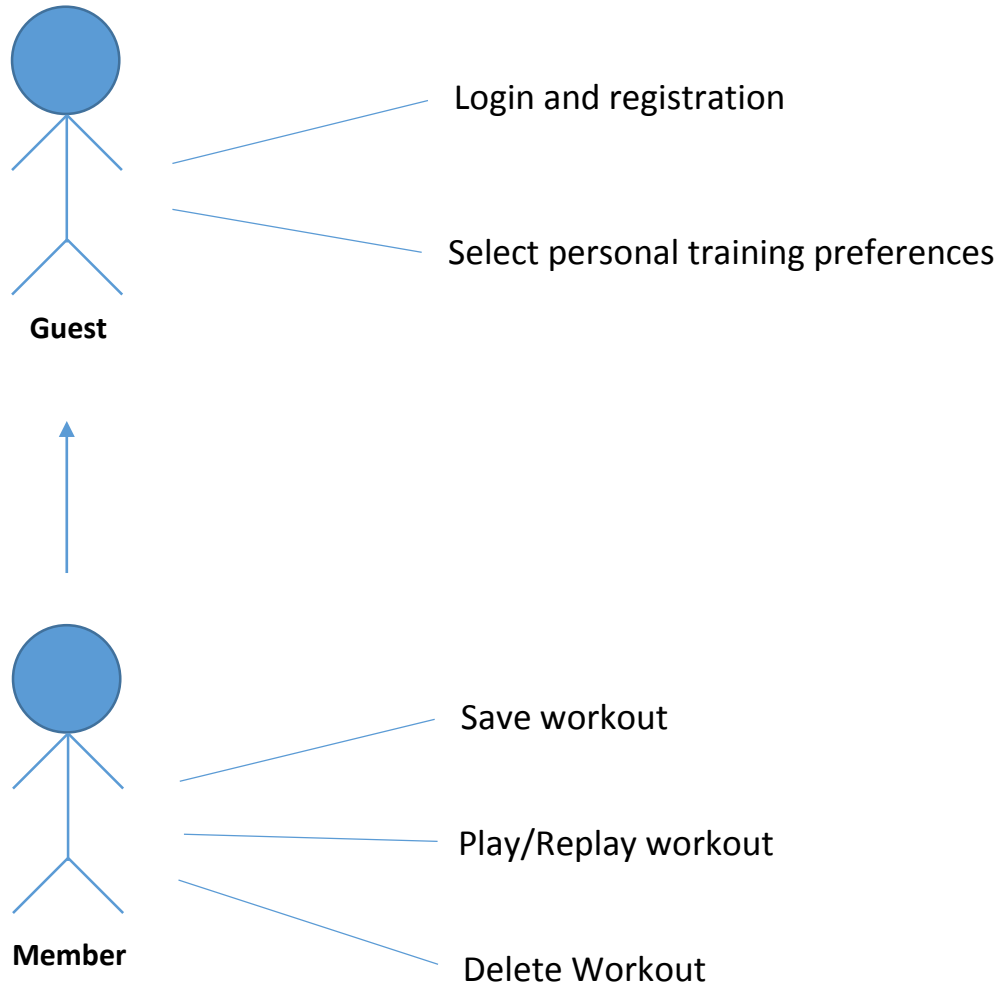 Login and registration
Select personal training preferences
Guest
Save workout
Play/Replay workout
Member
Delete Workout